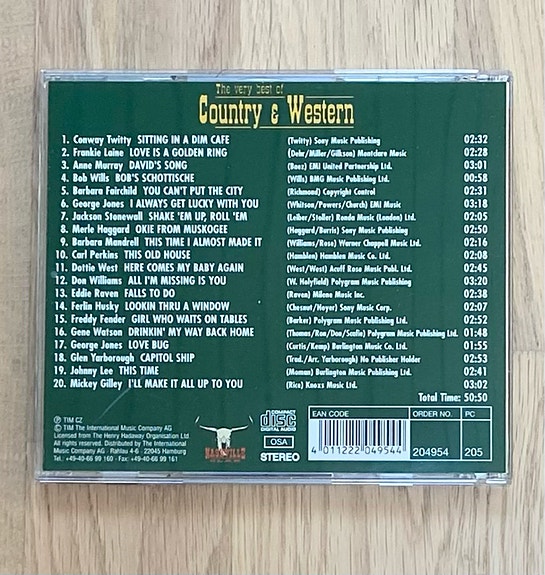 The very best of
Country & Western
1. Conway Twitty SITTING IN A DIM CAFE (Twitty) Sony Music Publishing 02:32
2. Frankie Laine LOVE IS A GOLDEN RING (Dehr/Miller/Gilkson) Montclare Music 02:28
3. Anne Murray DAVID'S SONG (Baez) EMI United Partnership Ltd. 03:01
4. Bob Wills BOB'S SCHOTTISCHE (Wills) BMG Music Publishing Ltd. 00:58
5. Barbara Fairchild YOU CAN'T PUT THE CITY (Richmond) Copyright Control 02:31
6. George Jones I ALWAYS GET LUCKY WITH YOU (Whitson/Powers/Church) EMI Music 03:18
7. Jackson Stonewall SHAKE 'EM UP, ROLL 'EM (Leiber/Stoller) Rondo Music (London) Ltd. 02:05
8. Merle Haggard OKIE FROM MUSKOGEE (Haggard/Burris) Sony Music Publishing 02:50
9. Barbara Mandrell THIS TIME I ALMOST MADE IT (Williams/Rose) Warner Chappell Music Ltd. 02:16
10. Carl Perkins THIS OLD HOUSE (Hamblen) Hamblen Music Co. Ltd. 02:08
11. Dottie West HERE COMES MY BABY AGAIN (West/West) Acuff Rose Music Publ. Ltd. 02:45
12. Don Williams ALL I'M MISSING IS YOU (W. Holyfield) Polygram Music Publishing 03:20
13. Eddie Raven FALLS TO DO (Raven) Milone Music Inc. 02:38
14. Ferlin Husky LOOKIN THRU A WINDOW (Chesnut/Hoyer) Sony Music Corp. 02:07
15. Freddy Fender GIRL WHO WAITS ON TABLES (Barker) Polygram Music Publishing Ltd. 02:52
16. Gene Watson DRINKIN' MY WAY BACK HOME (Thomas/Ran/Don/Scafie) Polygram Music Publishing Ltd. 01:48
17. George Jones LOVE BUG (Curtis/Kemp) Burlington Music Co. Ltd. 01:55
18. Glen Yarborough CAPITOL SHIP (Trad./Arr. Yarborough) No Publisher Holder 02:53
19. Johnny Lee THIS TIME (Moman) Burlington Music Publishing Ltd. 02:41
20. Mickey Gilley I'LL MAKE IT ALL UP TO YOU (Rice) Knoxs Music Ltd. 03:02
Total Time: 50:50
Ⓟ TIM CZ
© TIM The International Music Company AG
Licensed from The Henry Hadaway Organisation Ltd.
All rights reserved. Distributed by The International
Music Company AG · Rahlau 4-6 · 22045 Hamburg
Tel.: +49-40-66 99 160 · Fax: +49-40-66 99 161
NASHVILLE
COMPACT
disc
DIGITAL AUDIO
OSA
STEREO
EAN CODE
4 011222 049544
ORDER NO.
204954
PC
205